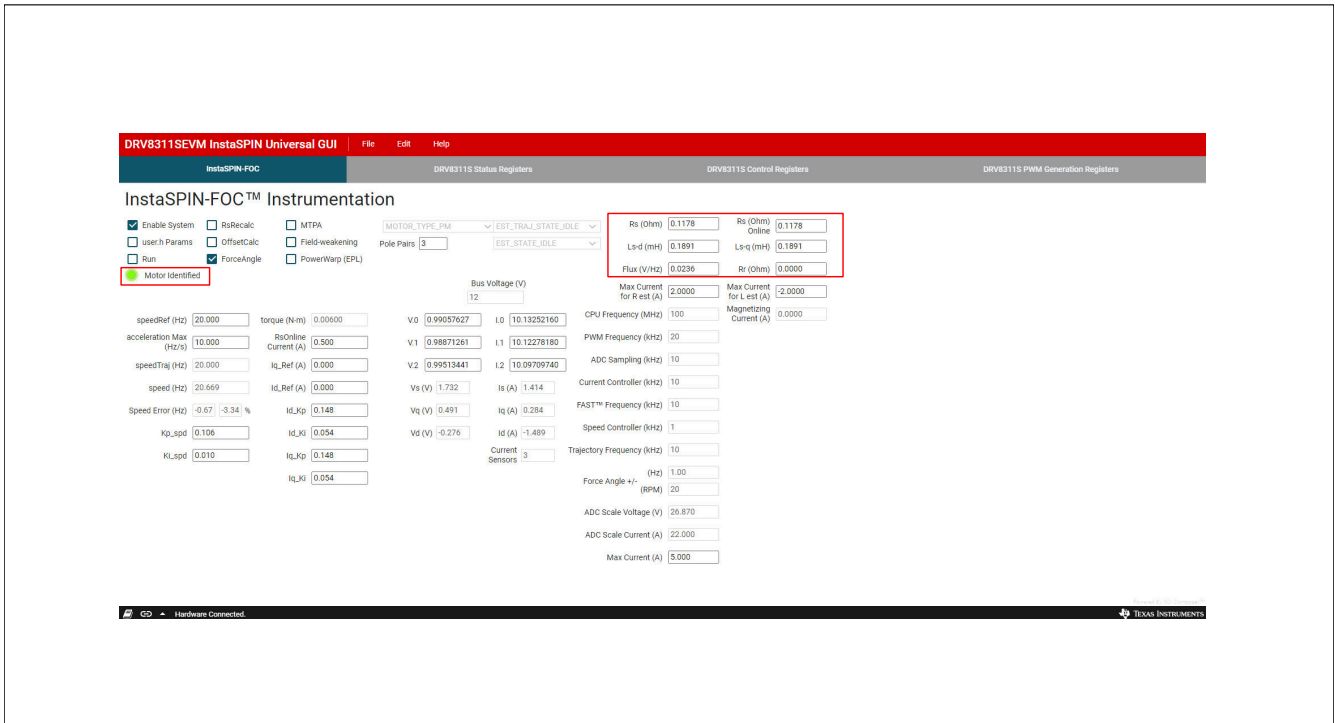 DRV8311SEVM InstaSPIN Universal GUI File Edit Help
InstaSPIN-FOC DRV8311S Status Registers DRV8311S Control Registers DRV8311S PWM Generation Registers
InstaSPIN-FOC™ Instrumentation
Enable System RsRecalc MTPA MOTOR_TYPE_PM EST_TRAJ_STATE_IDLE
user.h Params OffsetCalc Field-weakening Pole Pairs 3 EST_STATE_IDLE
Run ForceAngle PowerWarp (EPL)
Motor Identified
Bus Voltage (V)
12
speedRef (Hz) 20.000 torque (N-m) 0.00600
acceleration Max (Hz/s) 10.000 RsOnline Current (A) 0.500
speedTraj (Hz) 20.000 Iq_Ref (A) 0.000
speed (Hz) 20.669 Id_Ref (A) 0.000
Speed Error (Hz) -0.67 -3.34 % Id_Kp 0.148
Kp_spd 0.106 Id_Ki 0.054
Ki_spd 0.010 Iq_Kp 0.148
Iq_Ki 0.054
V.0 0.99057627 I.0 10.13252160
V.1 0.98871261 I.1 10.12278180
V.2 0.99513441 I.2 10.09709740
Vs (V) 1.732 Is (A) 1.414
Vq (V) 0.491 Iq (A) 0.284
Vd (V) -0.276 Id (A) -1.489
Current Sensors 3
Rs (Ohm) 0.1178 Rs (Ohm) Online 0.1178
Ls-d (mH) 0.1891 Ls-q (mH) 0.1891
Flux (V/Hz) 0.0236 Rr (Ohm) 0.0000
Max Current for R est (A) 2.0000 Max Current for L est (A) -2.0000
CPU Frequency (MHz) 100 Magnetizing Current (A) 0.0000
PWM Frequency (kHz) 20
ADC Sampling (kHz) 10
Current Controller (kHz) 10
FAST™ Frequency (kHz) 10
Speed Controller (kHz) 1
Trajectory Frequency (kHz) 10
Force Angle +/- (Hz) 1.00
(RPM) 20
ADC Scale Voltage (V) 26.870
ADC Scale Current (A) 22.000
Max Current (A) 5.000
Hardware Connected. TEXAS INSTRUMENTS